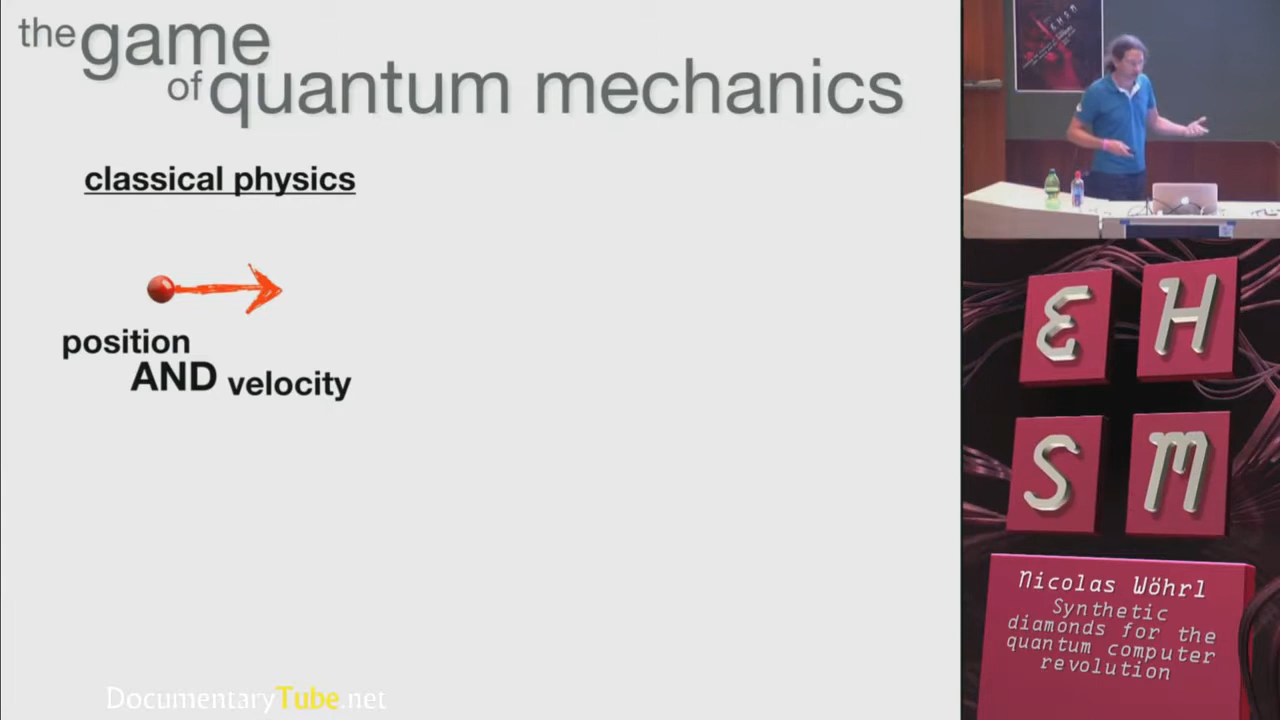 the game
of quantum mechanics
classical physics
position
AND velocity
DocumentaryTube.net
EHSM
E H
S M
Nicolas Wöhrl
Synthetic
diamonds for the
quantum computer
revolution